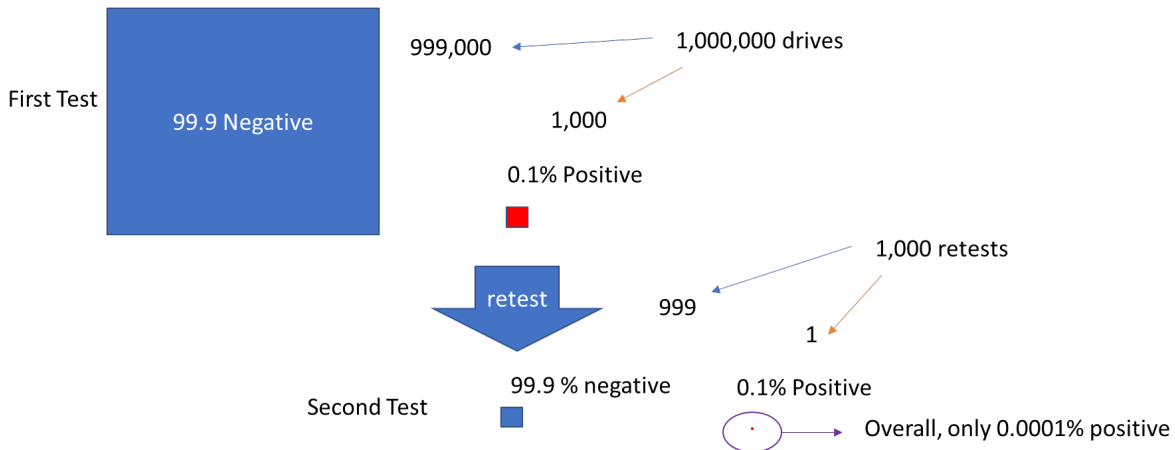 999,000
1,000,000 drives
First Test
99.9 Negative
1,000
0.1% Positive
1,000 retests
retest
999
1
99.9 % negative
0.1% Positive
Second Test
Overall, only 0.0001% positive